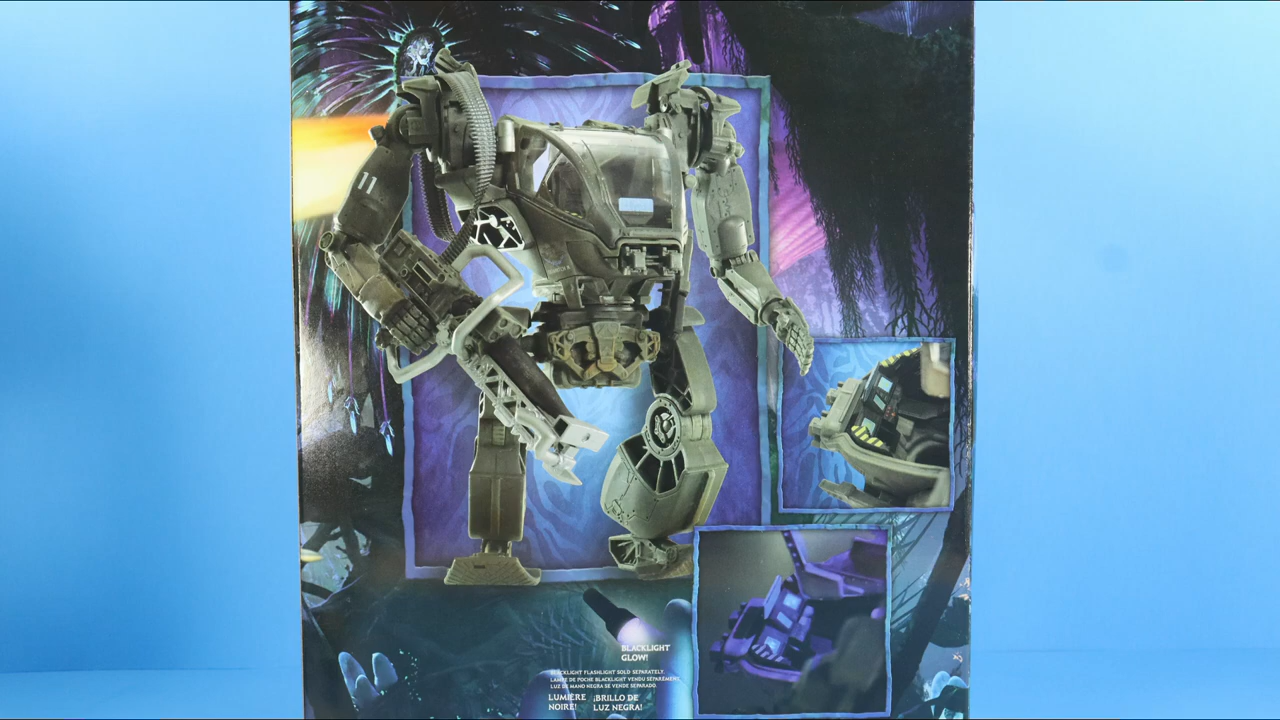 11
BLACKLIGHT
GLOW!
BLACKLIGHT FLASHLIGHT SOLD SEPARATELY.
LAMPE DE POCHE BLACKLIGHT VENDU SÉPARÉMENT.
LUZ DE MANO NEGRA SE VENDE SEPARADO.
LUMIÈRE ¡BRILLO DE
NOIRE! LUZ NEGRA!